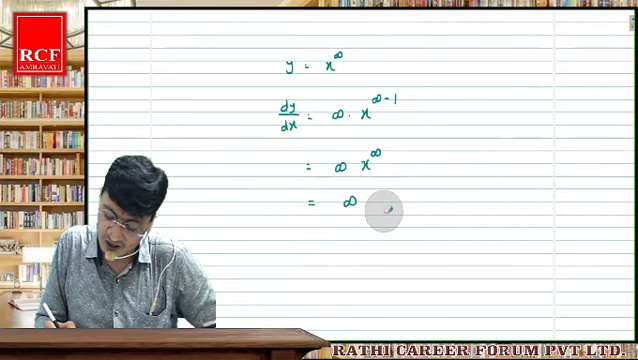 RCF
AMRAVATI
y = x^∞
dy/dx = ∞ · x^∞-1
= ∞ x^∞
= ∞
RATHI CAREER FORUM PVT LTD.